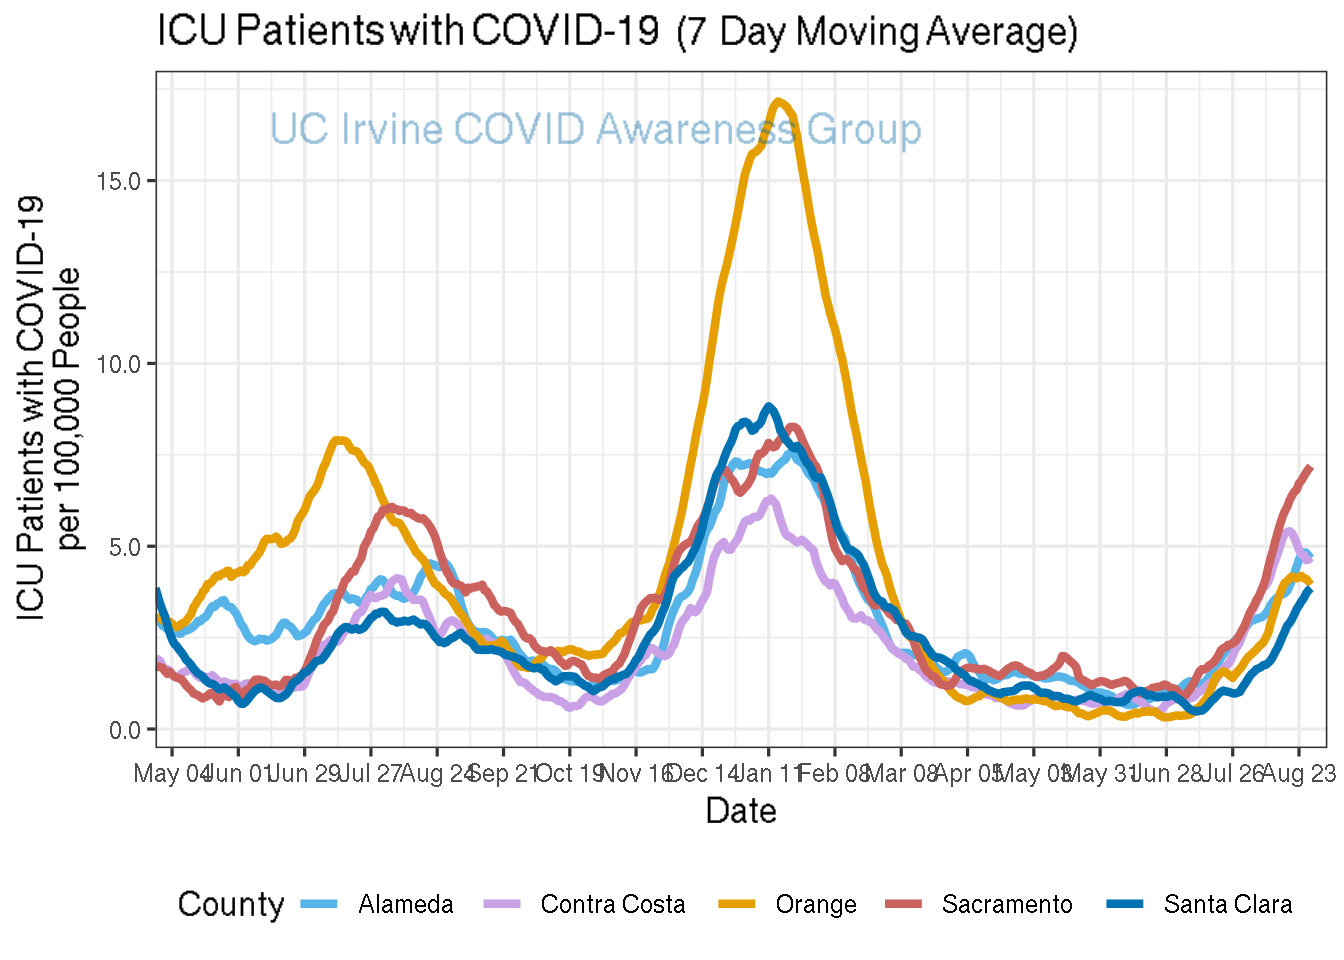 ICU Patients with COVID-19 (7 Day Moving Average)
UC Irvine COVID Awareness Group
ICU Patients with COVID-19
per 100,000 People
15.0
10.0
5.0
0.0
May 04 Jun 01 Jun 29 Jul 27 Aug 24 Sep 21 Oct 19 Nov 16 Dec 14 Jan 11 Feb 08 Mar 08 Apr 05 May 03 May 31 Jun 28 Jul 26 Aug 23
Date
County Alameda Contra Costa Orange Sacramento Santa Clara